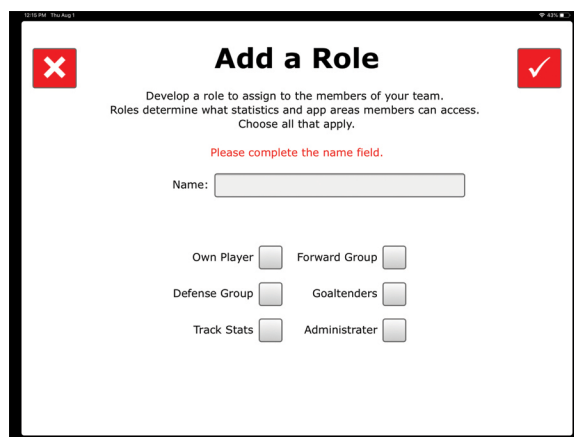 12:15 PM Thu Aug 1
43%
Add a Role
Develop a role to assign to the members of your team.
Roles determine what statistics and app areas members can access.
Choose all that apply.
Please complete the name field.
Name:
Own Player Forward Group
Defense Group Goaltenders
Track Stats Administrater